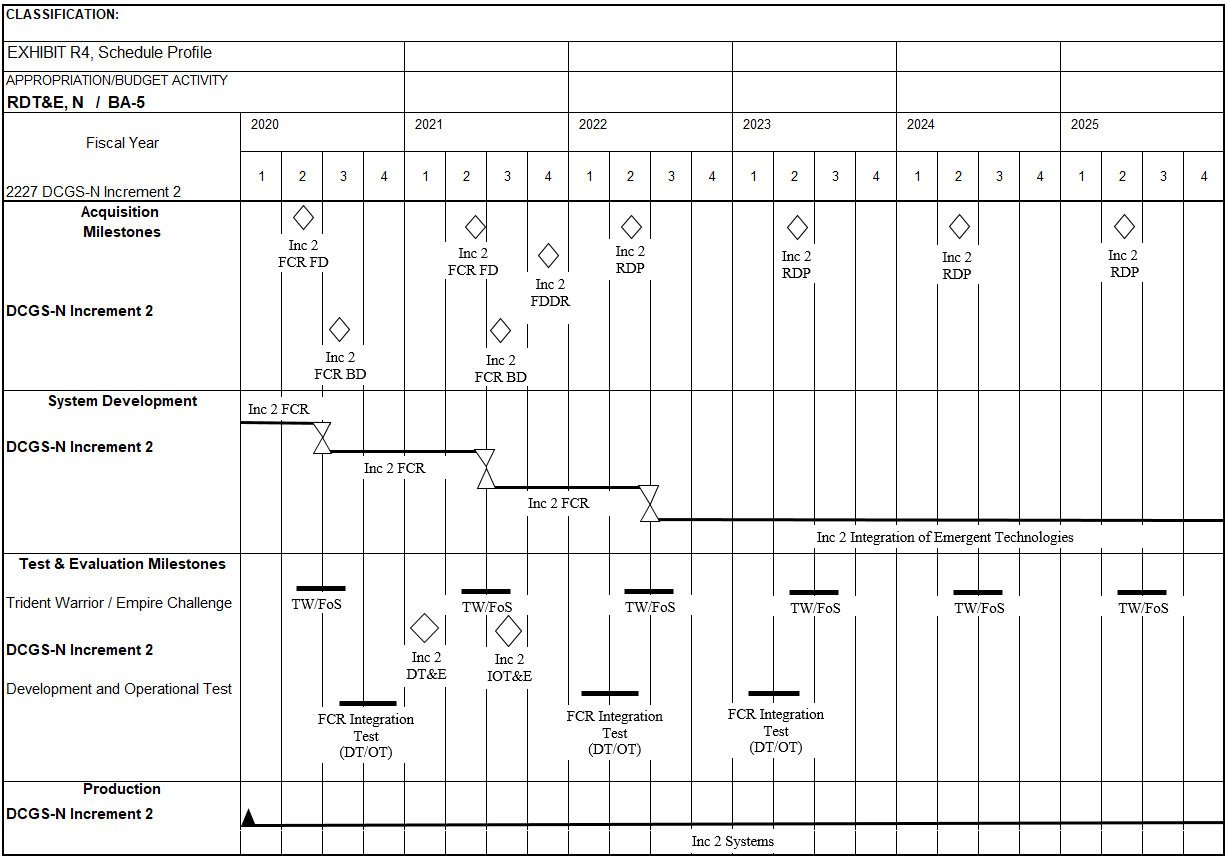 CLASSIFICATION:
EXHIBIT R4, Schedule Profile
APPROPRIATION/BUDGET ACTIVITY
RDT&E, N / BA-5
Fiscal Year
2020 2021 2022 2023 2024 2025
2227 DCGS-N Increment 2
1 2 3 4 1 2 3 4 1 2 3 4 1 2 3 4 1 2 3 4 1 2 3 4
Acquisition
Milestones
DCGS-N Increment 2
Inc 2
FCR FD
Inc 2
FCR BD
Inc 2
FCR FD
Inc 2
FCR BD
Inc 2
FDDR
Inc 2
RDP
Inc 2
RDP
Inc 2
RDP
Inc 2
RDP
System Development
DCGS-N Increment 2
Inc 2 FCR
Inc 2 FCR
Inc 2 FCR
Inc 2 Integration of Emergent Technologies
Test & Evaluation Milestones
Trident Warrior / Empire Challenge
TW/FoS TW/FoS TW/FoS TW/FoS TW/FoS TW/FoS
DCGS-N Increment 2
Inc 2
DT&E
Inc 2
IOT&E
Development and Operational Test
FCR Integration
Test
(DT/OT)
FCR Integration
Test
(DT/OT)
FCR Integration
Test
(DT/OT)
Production
DCGS-N Increment 2
Inc 2 Systems